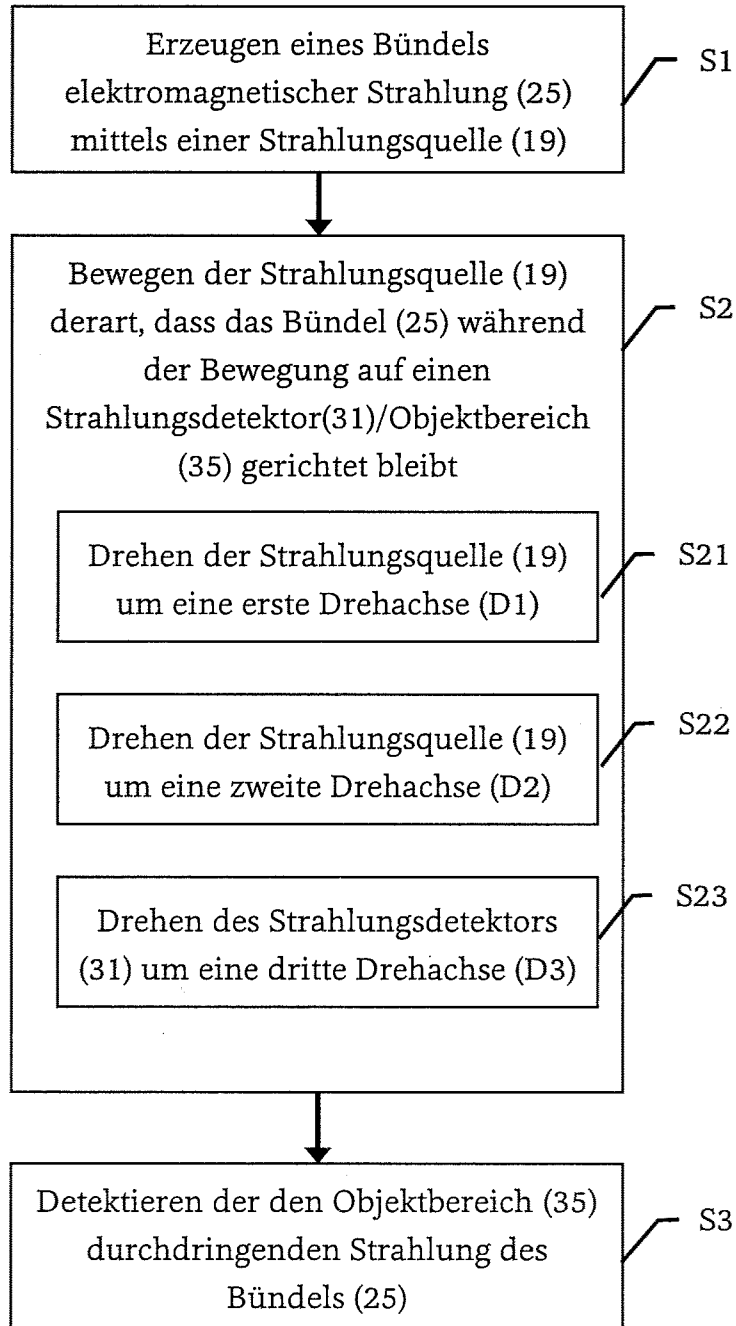 Erzeugen eines Bündels
elektromagnetischer Strahlung (25)
mittels einer Strahlungsquelle (19)
S1
Bewegen der Strahlungsquelle (19)
derart, dass das Bündel (25) während
der Bewegung auf einen
Strahlungsdetektor(31)/Objektbereich
(35) gerichtet bleibt
S2
Drehen der Strahlungsquelle (19)
um eine erste Drehachse (D1)
S21
Drehen der Strahlungsquelle (19)
um eine zweite Drehachse (D2)
S22
Drehen des Strahlungsdetektors
(31) um eine dritte Drehachse (D3)
S23
Detektieren der den Objektbereich (35)
durchdringenden Strahlung des
Bündels (25)
S3